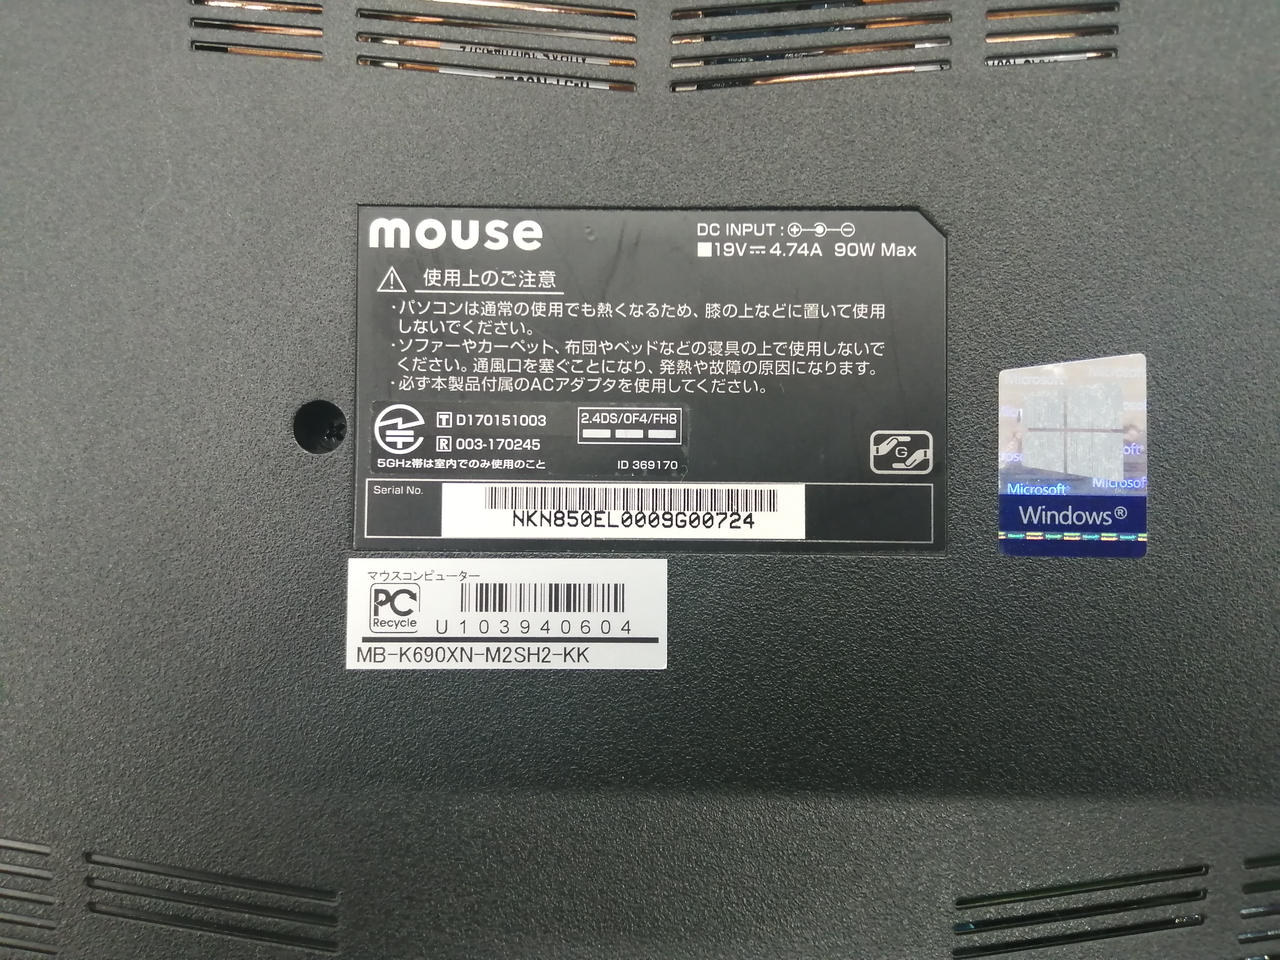 mouse
DC INPUT :
19V 4.74A 90W Max
使用上のご注意
・パソコンは通常の使用でも熱くなるため、膝の上などに置いて使用
しないでください。
・ソファーやカーペット、布団やベッドなどの寝具の上で使用しないで
ください。通風口を塞ぐことになり、発熱や故障の原因になります。
・必ず本製品付属のACアダプタを使用してください。
T D170151003
R 003-170245
2.4DS/OF4/FH8
5GHz帯は室内でのみ使用のこと
ID 369170
G
Serial No.
NKN850EL0009G00724
Microsoft Microsoft
Windows®
マウスコンピューター
PC
Recycle
U103940604
MB-K690XN-M2SH2-KK